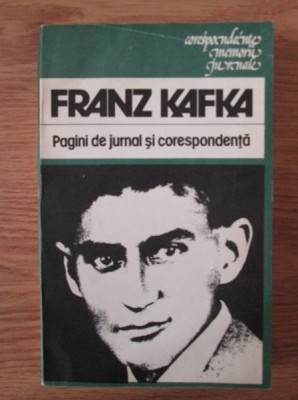 corespondențe
memorii
jurnale
FRANZ KAFKA
Pagini de jurnal și corespondență